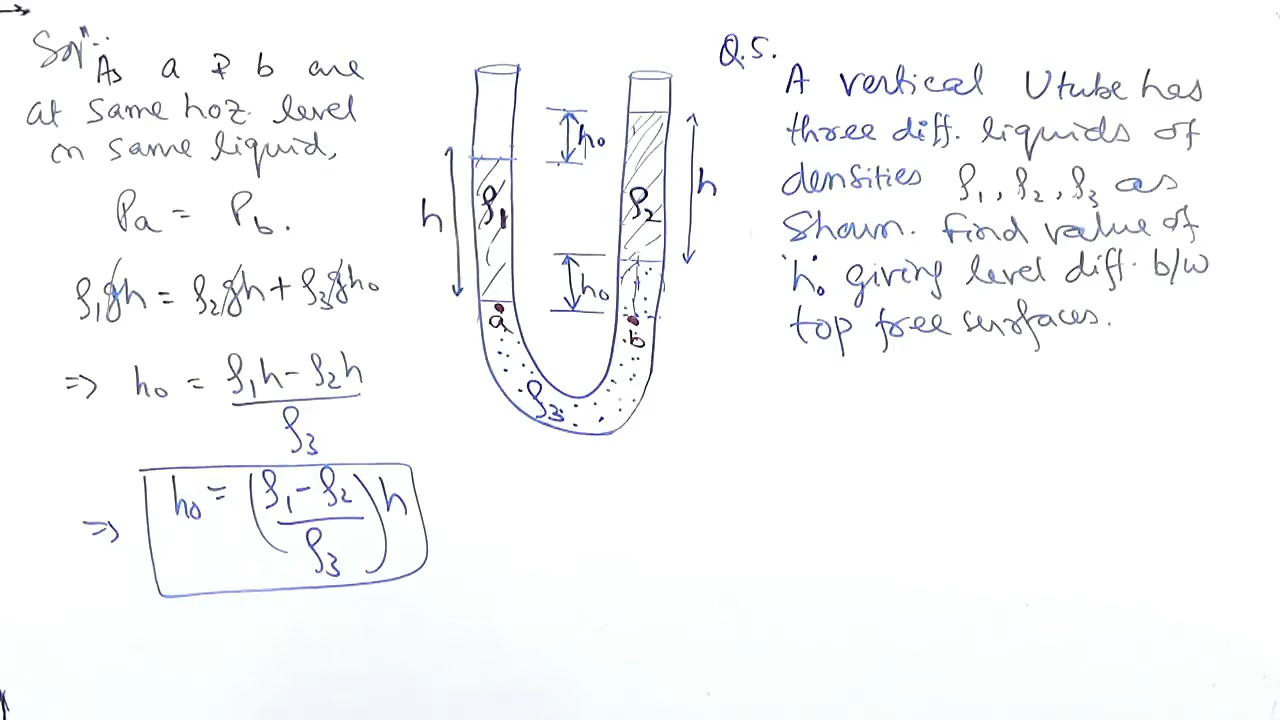 Solⁿ:
As a & b are
at same hoz. level
in same liquid,
Pa = Pb.
ρ₁gh = ρ₂gh + ρ₃gh₀
⇒ h₀ = ρ₁h - ρ₂h / ρ₃
⇒ h₀ = (ρ₁ - ρ₂ / ρ₃) h
h₀
h
ρ₁
ρ₂
h
h₀
a
b
ρ₃
Q.5.
A vertical U tube has
three diff. liquids of
densities ρ₁, ρ₂, ρ₃ as
shown. Find value of
'h₀' giving level diff. b/w
top free surfaces.